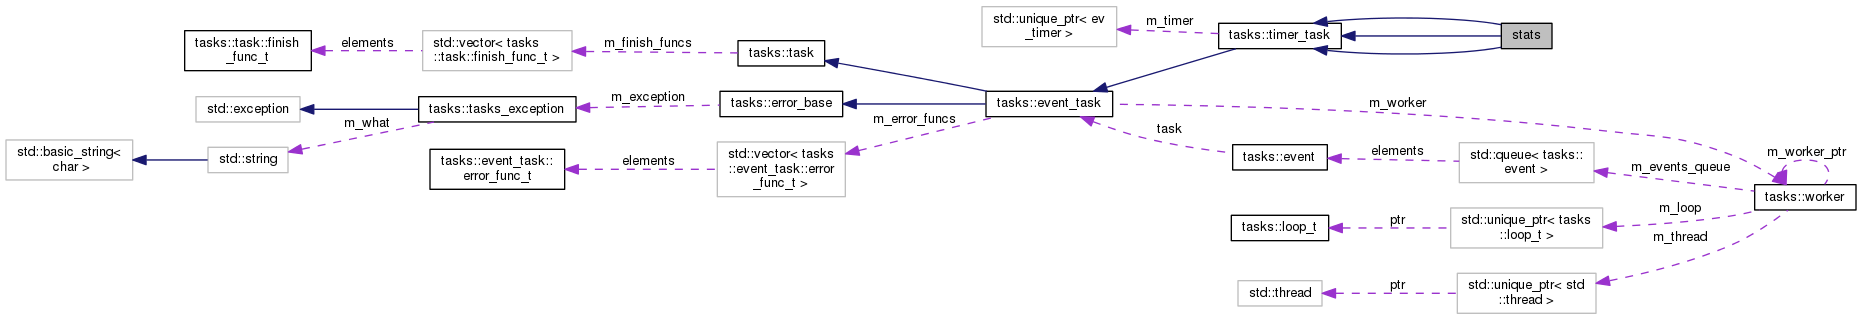 std::unique_ptr< ev
_timer >
m_timer
tasks::timer_task
stats
tasks::task::finish
_func_t
elements
std::vector< tasks
::task::finish_func_t >
m_finish_funcs
tasks::task
std::exception
tasks::tasks_exception
m_exception
tasks::error_base
tasks::event_task
m_worker
m_what
std::basic_string<
char >
std::string
tasks::event_task::
error_func_t
elements
std::vector< tasks
::event_task::error
_func_t >
m_error_funcs
task
tasks::event
elements
std::queue< tasks::
event >
m_events_queue
m_worker_ptr
tasks::worker
tasks::loop_t
ptr
std::unique_ptr< tasks
::loop_t >
m_loop
m_thread
std::thread
ptr
std::unique_ptr< std
::thread >